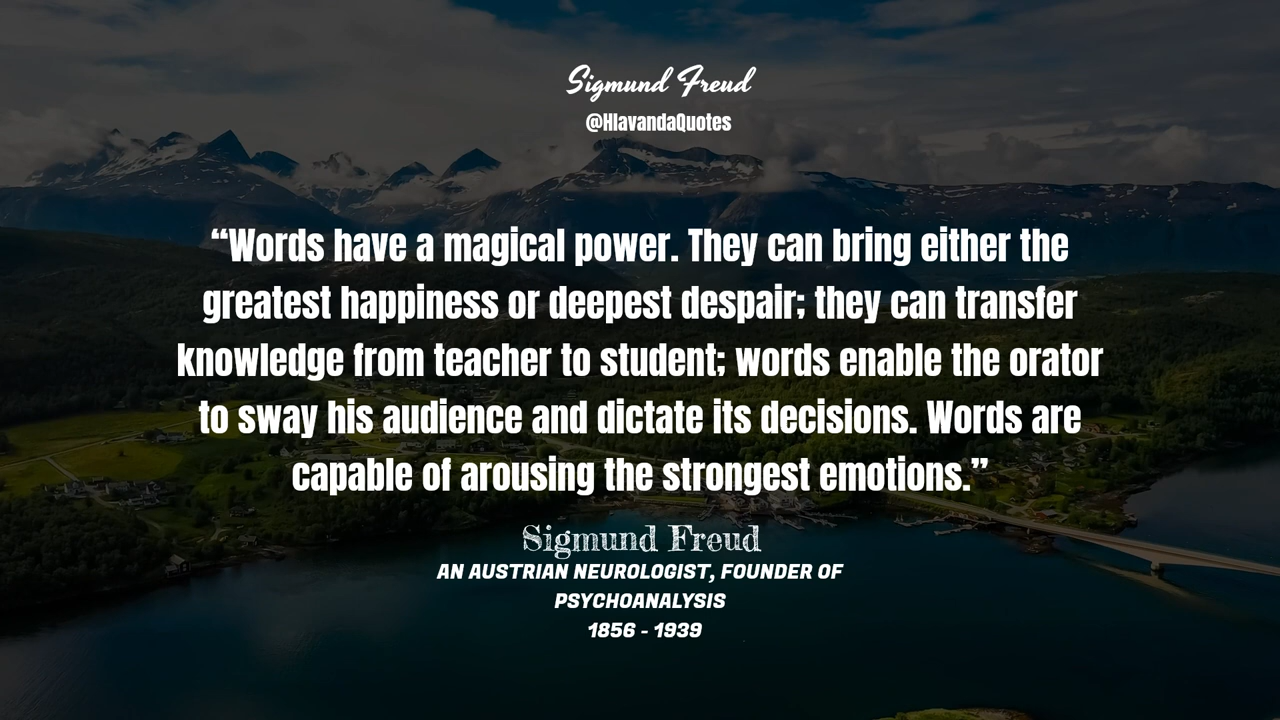 Sigmund Freud
@HlavandaQuotes
“Words have a magical power. They can bring either the
greatest happiness or deepest despair; they can transfer
knowledge from teacher to student; words enable the orator
to sway his audience and dictate its decisions. Words are
capable of arousing the strongest emotions.”
Sigmund Freud
AN AUSTRIAN NEUROLOGIST, FOUNDER OF
PSYCHOANALYSIS
1856 - 1939